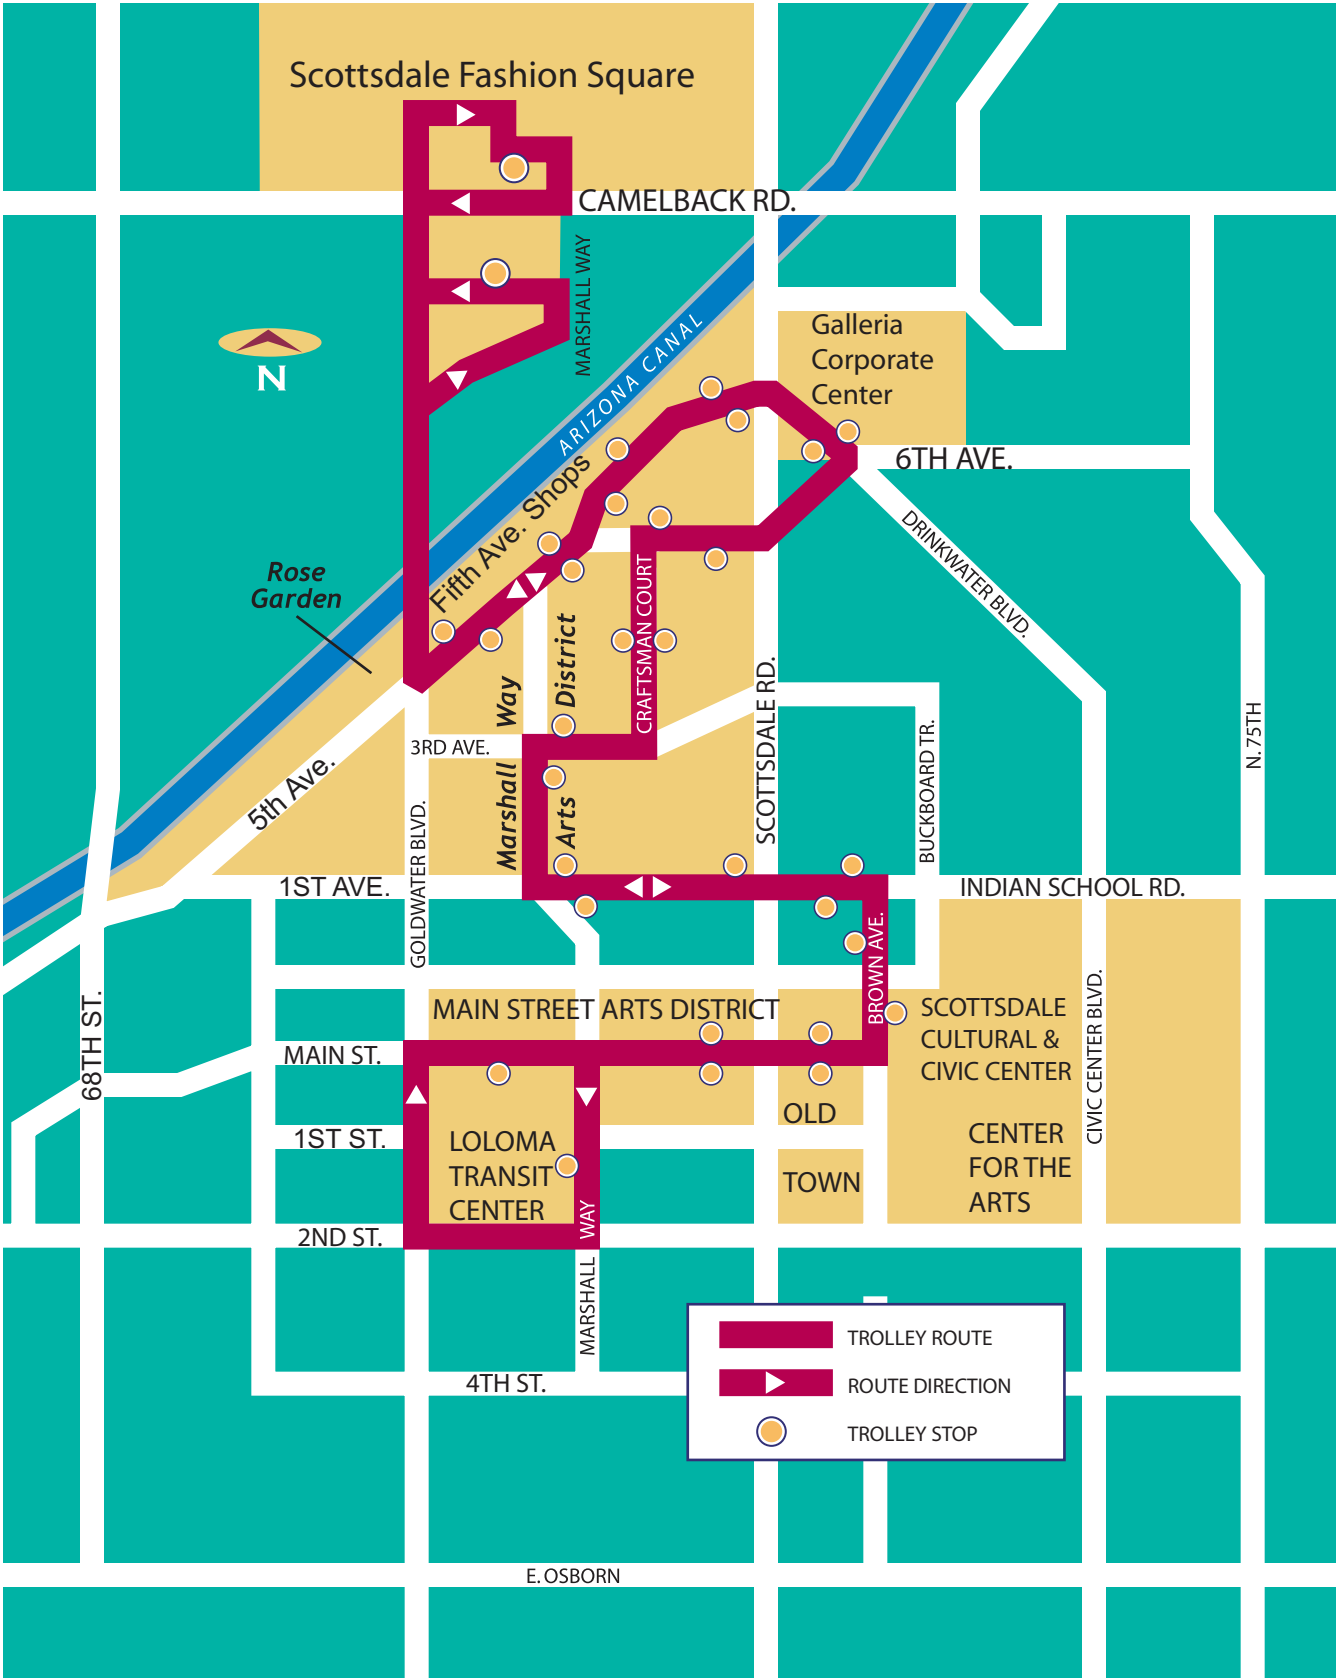 Scottsdale Fashion Square
CAMELBACK RD.
MARSHALL WAY
ARIZONA CANAL
Galleria
Corporate
Center
N
6TH AVE.
Fifth Ave. Shops
DRINKWATER BLVD.
Rose
Garden
CRAFTSMAN COURT
Marshall Way
Arts District
SCOTTSDALE RD.
BUCKBOARD TR.
N. 75TH
3RD AVE.
5th Ave.
GOLDWATER BLVD.
1ST AVE.
INDIAN SCHOOL RD.
BROWN AVE.
68TH ST.
MAIN STREET ARTS DISTRICT
SCOTTSDALE
CULTURAL &
CIVIC CENTER
CIVIC CENTER BLVD.
MAIN ST.
OLD
TOWN
1ST ST.
LOLOMA
TRANSIT
CENTER
CENTER
FOR THE
ARTS
2ND ST.
MARSHALL WAY
4TH ST.
TROLLEY ROUTE
ROUTE DIRECTION
TROLLEY STOP
E. OSBORN